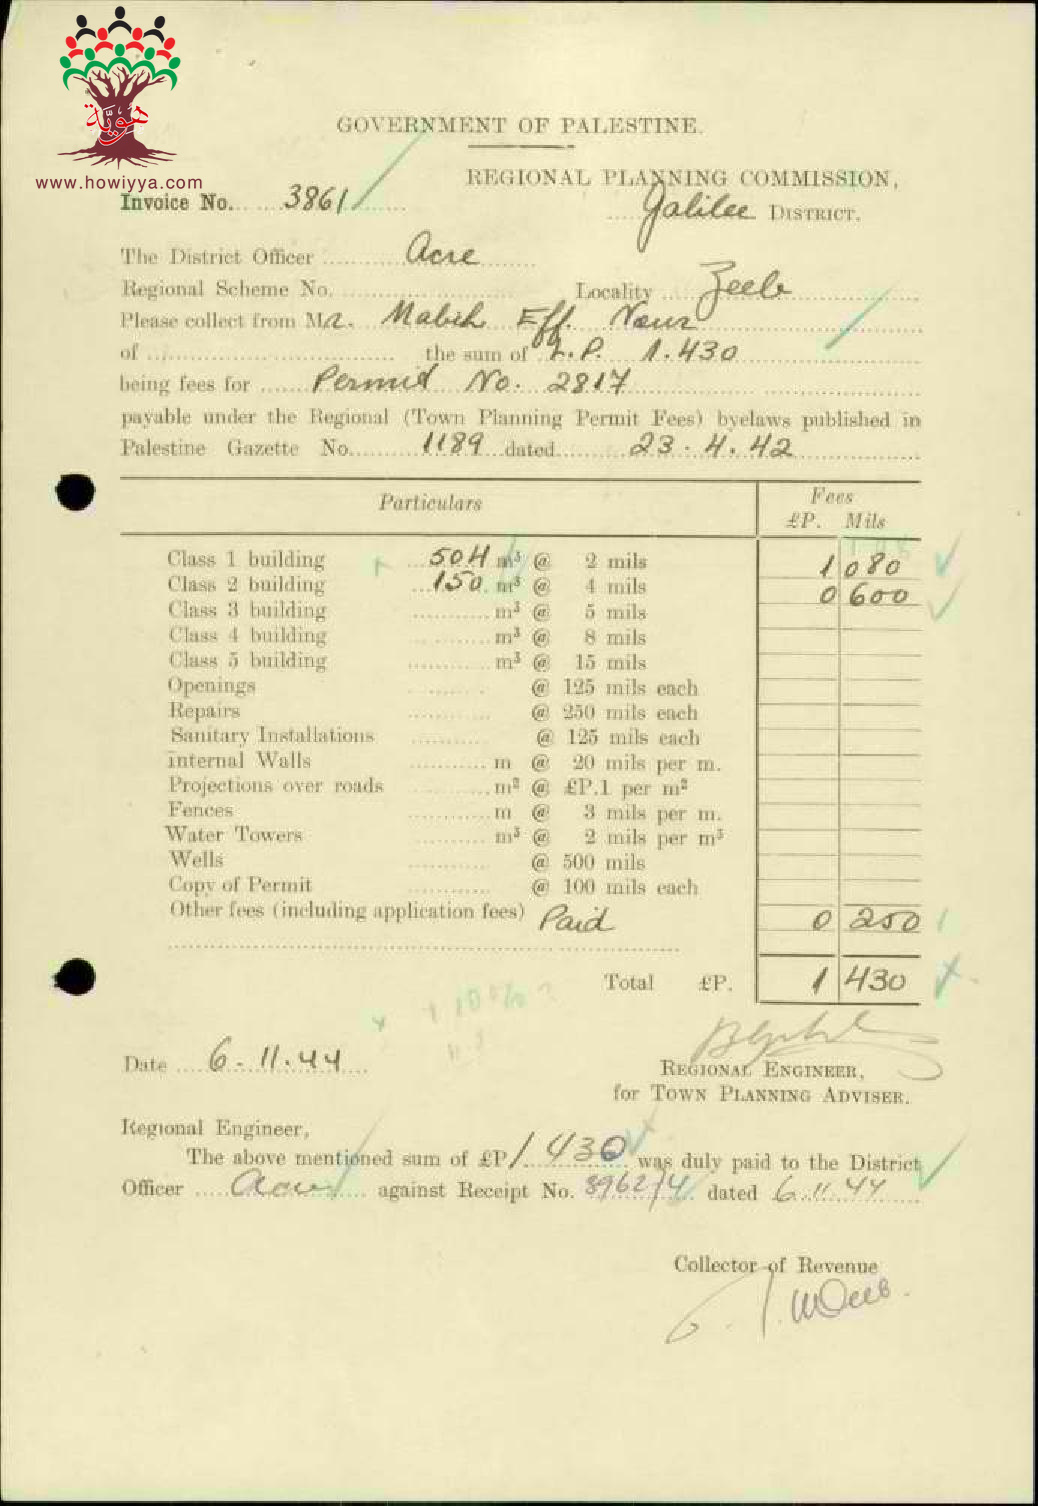 هوية
www.howiyya.com
GOVERNMENT OF PALESTINE.
REGIONAL PLANNING COMMISSION,
Invoice No. 3861
Galilee DISTRICT.
The District Officer Acre
Regional Scheme No. Locality Zeeb
Please collect from Mr. Eff. Nour
of the sum of L.P. 1.430
being fees for Permit No. 2817
payable under the Regional (Town Planning Permit Fees) byelaws published in
Palestine Gazette No. 1189 dated 23.4.42
Particulars Fees
£P. Mils
Class 1 building 504 m³ @ 2 mils 1 080
Class 2 building 150 m³ @ 4 mils 0 600
Class 3 building m³ @ 5 mils
Class 4 building m³ @ 8 mils
Class 5 building m³ @ 15 mils
Openings @ 125 mils each
Repairs @ 250 mils each
Sanitary Installations @ 125 mils each
internal Walls m @ 20 mils per m.
Projections over roads m² @ £P.1 per m²
Fences m @ 3 mils per m.
Water Towers m³ @ 2 mils per m³
Wells @ 500 mils
Copy of Permit @ 100 mils each
Other fees (including application fees) Paid 0 250
Total £P. 1 430
Date 6.11.44
REGIONAL ENGINEER,
for TOWN PLANNING ADVISER.
Regional Engineer,
The above mentioned sum of £P 1.430 was duly paid to the District
Officer Acre against Receipt No. 3962/4 dated 6.11.44
Collector of Revenue